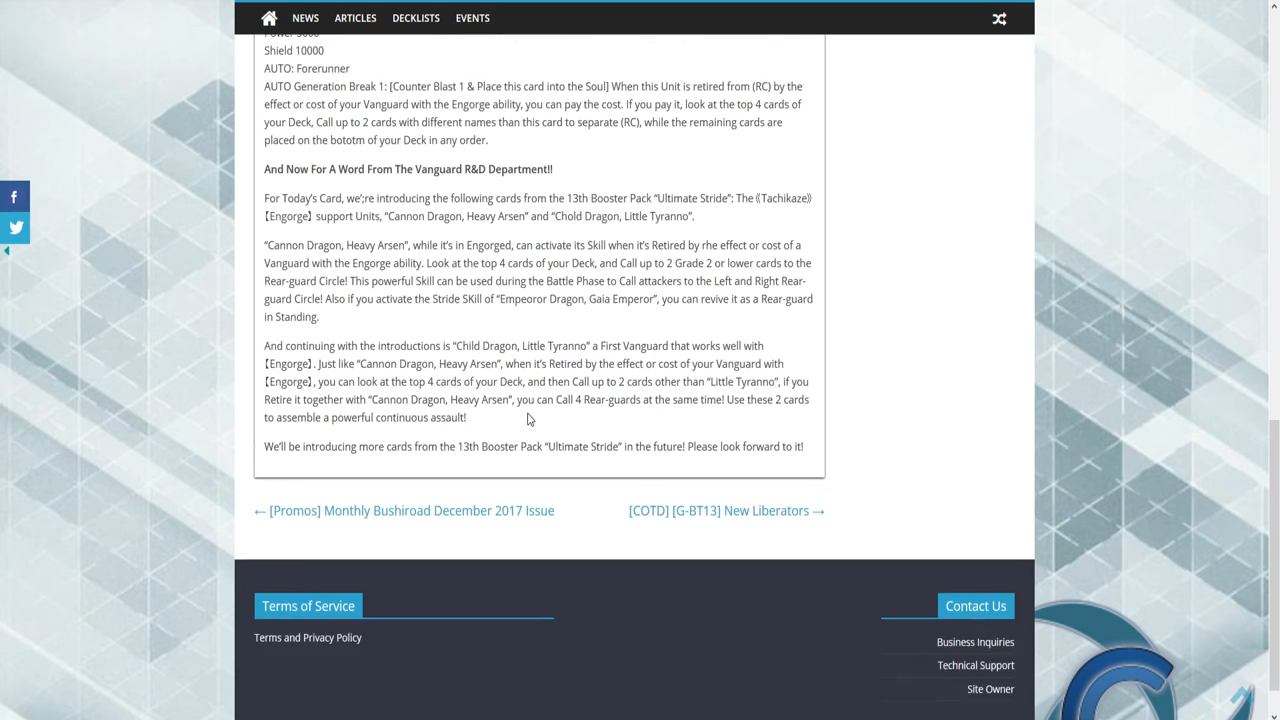 NEWS ARTICLES DECKLISTS EVENTS
Power 5000
Shield 10000
AUTO: Forerunner
AUTO Generation Break 1: [Counter Blast 1 & Place this card into the Soul] When this Unit is retired from (RC) by the
effect or cost of your Vanguard with the Engorge ability, you can pay the cost. If you pay it, look at the top 4 cards of
your Deck, Call up to 2 cards with different names than this card to separate (RC), while the remaining cards are
placed on the bototm of your Deck in any order.
And Now For A Word From The Vanguard R&D Department!!
For Today's Card, we';re introducing the following cards from the 13th Booster Pack “Ultimate Stride”: The 《Tachikaze》
【Engorge】 support Units, “Cannon Dragon, Heavy Arsen” and “Chold Dragon, Little Tyranno”.
“Cannon Dragon, Heavy Arsen”, while it's in Engorged, can activate its Skill when it's Retired by rhe effect or cost of a
Vanguard with the Engorge ability. Look at the top 4 cards of your Deck, and Call up to 2 Grade 2 or lower cards to the
Rear-guard Circle! This powerful Skill can be used during the Battle Phase to Call attackers to the Left and Right Rear-
guard Circle! Also if you activate the Stride SKill of “Empeoror Dragon, Gaia Emperor”, you can revive it as a Rear-guard
in Standing.
And continuing with the introductions is “Child Dragon, Little Tyranno” a First Vanguard that works well with
【Engorge】. Just like “Cannon Dragon, Heavy Arsen”, when it's Retired by the effect or cost of your Vanguard with
【Engorge】, you can look at the top 4 cards of your Deck, and then Call up to 2 cards other than “Little Tyranno”, if you
Retire it together with “Cannon Dragon, Heavy Arsen”, you can Call 4 Rear-guards at the same time! Use these 2 cards
to assemble a powerful continuous assault!
We'll be introducing more cards from the 13th Booster Pack “Ultimate Stride” in the future! Please look forward to it!
← [Promos] Monthly Bushiroad December 2017 Issue
[COTD] [G-BT13] New Liberators →
Terms of Service
Terms and Privacy Policy
Contact Us
Business Inquiries
Technical Support
Site Owner